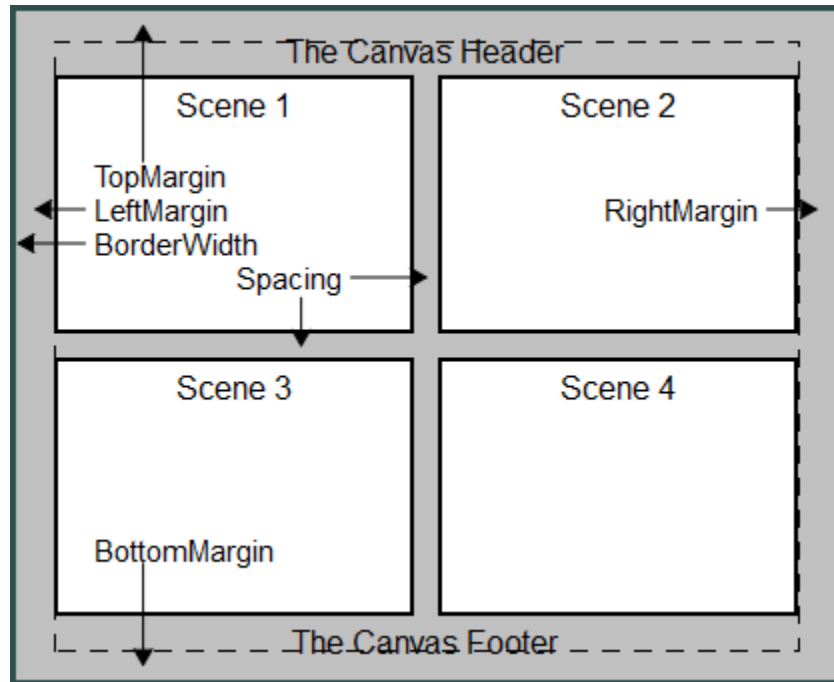 The Canvas Header
Scene 1
Scene 2
TopMargin
LeftMargin
RightMargin
BorderWidth
Spacing
Scene 3
Scene 4
BottomMargin
The Canvas Footer